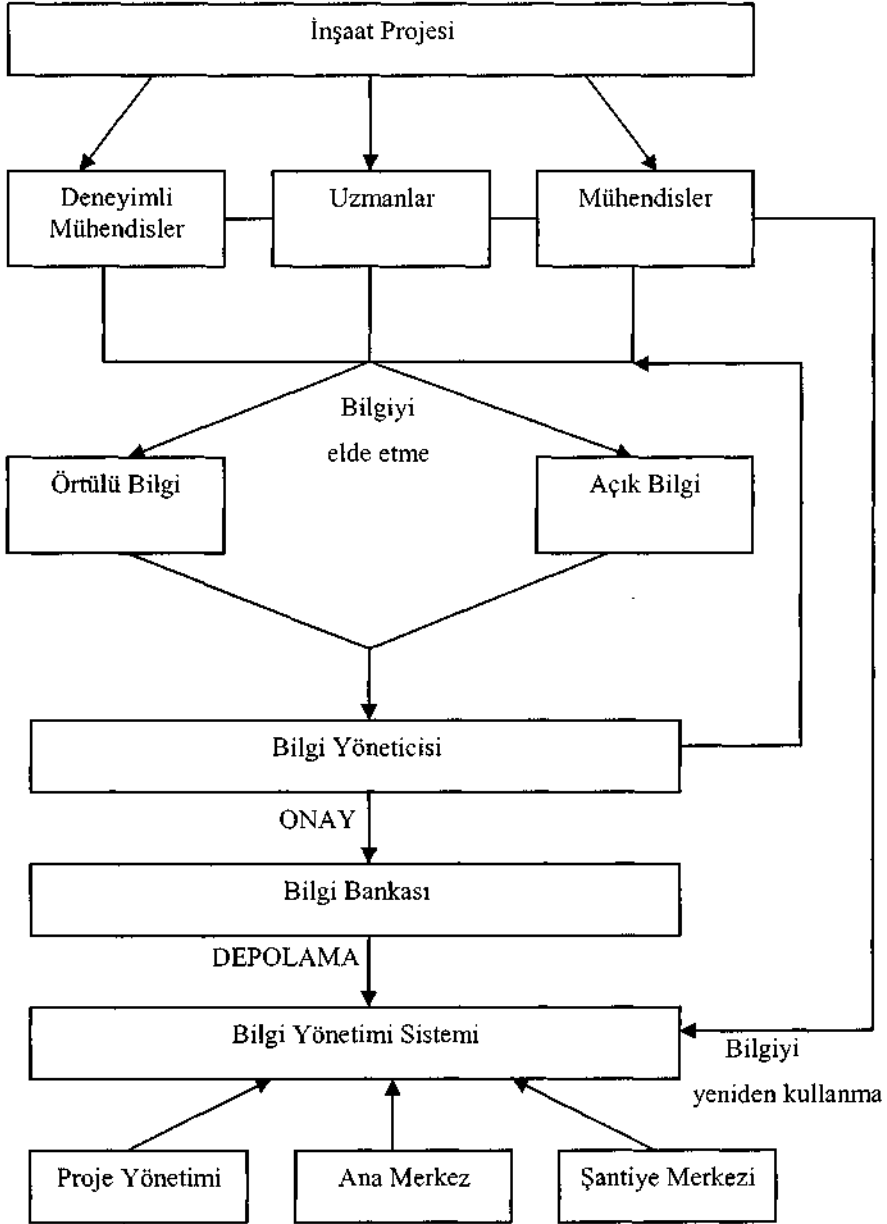 İnşaat Projesi
Deneyimli
Mühendisler
Uzmanlar
Mühendisler
Bilgiyi
elde etme
Örtülü Bilgi
Açık Bilgi
Bilgi Yöneticisi
ONAY
Bilgi Bankası
DEPOLAMA
Bilgi Yönetimi Sistemi
Bilgiyi
yeniden kullanma
Proje Yönetimi
Ana Merkez
Şantiye Merkezi